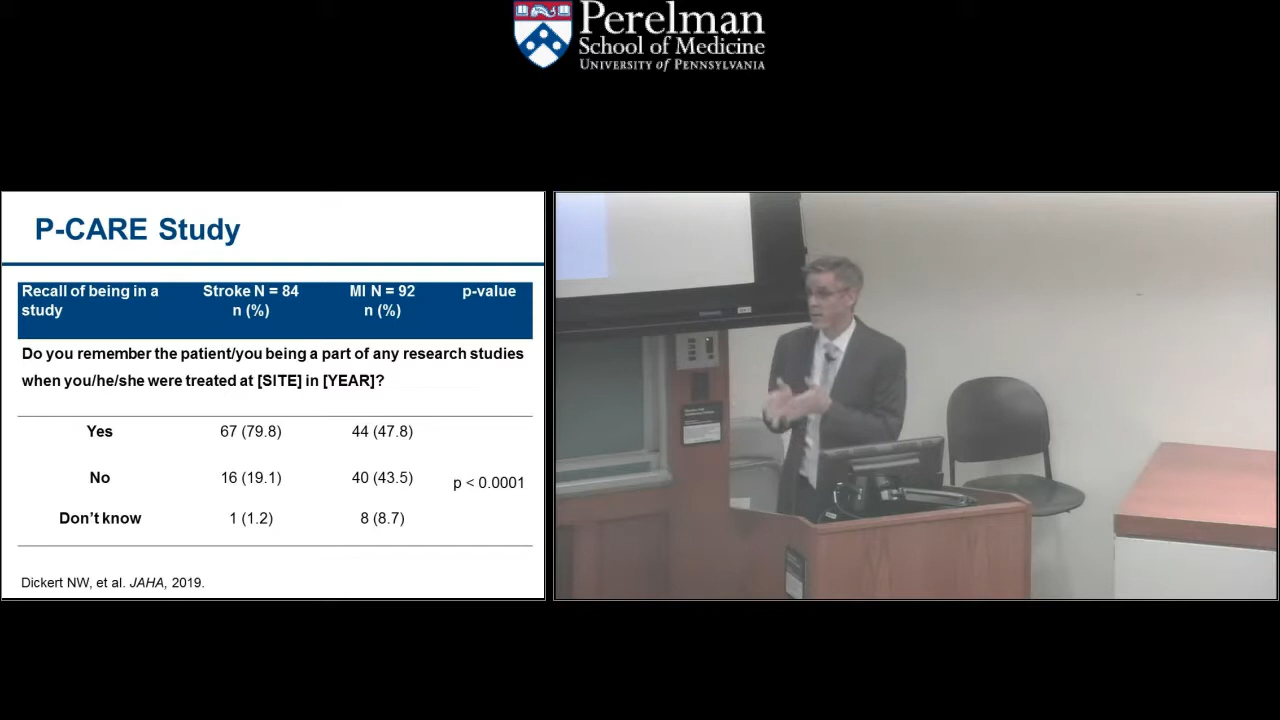 Perelman
School of Medicine
UNIVERSITY of PENNSYLVANIA
P-CARE Study
Recall of being in a study
Stroke N = 84 n (%)
MI N = 92 n (%)
p-value
Do you remember the patient/you being a part of any research studies
when you/he/she were treated at [SITE] in [YEAR]?
Yes 67 (79.8) 44 (47.8)
No 16 (19.1) 40 (43.5) p < 0.0001
Don't know 1 (1.2) 8 (8.7)
Dickert NW, et al. JAHA, 2019.